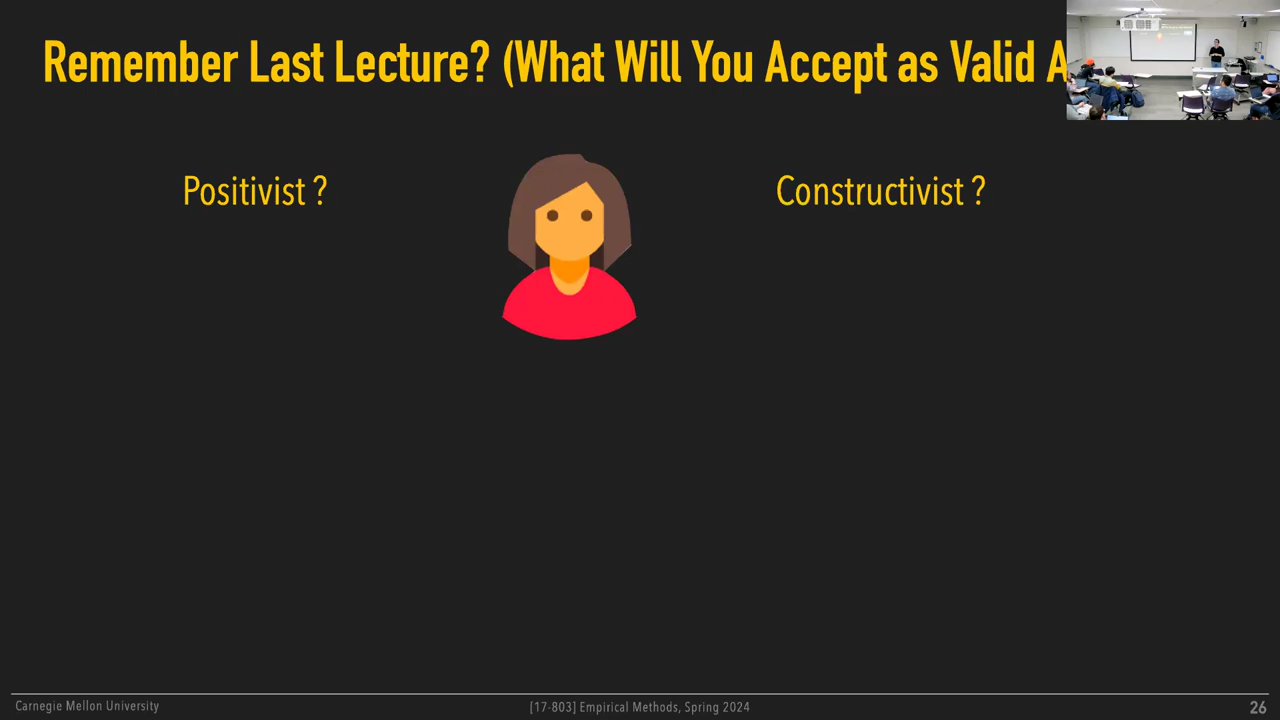 Remember Last Lecture? (What Will You Accept as Valid
Positivist ?
Constructivist ?
Carnegie Mellon University
[17-803] Empirical Methods, Spring 2024
26